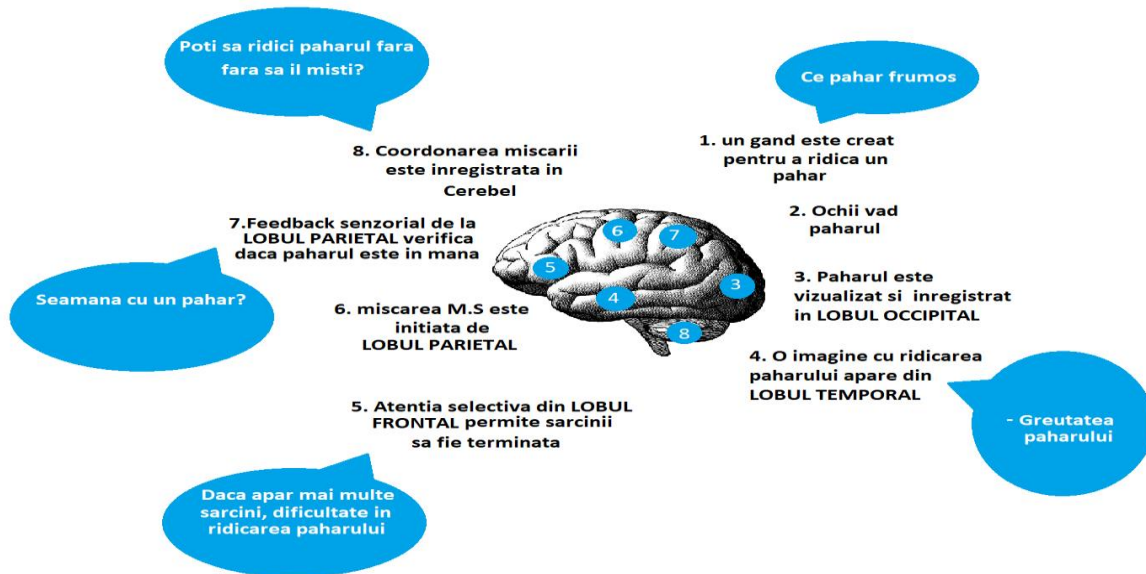 Poti sa ridici paharul fara
fara sa il misti?
Ce pahar frumos
1. un gand este creat
pentru a ridica un
pahar
2. Ochii vad
paharul
3. Paharul este
vizualizat si inregistrat
in LOBUL OCCIPITAL
4. O imagine cu ridicarea
paharului apare din
LOBUL TEMPORAL
- Greutatea
paharului
5. Atentia selectiva din LOBUL
FRONTAL permite sarcinii
sa fie terminata
Daca apar mai multe
sarcini, dificultate in
ridicarea paharului
6. miscarea M.S este
initiata de
LOBUL PARIETAL
7.Feedback senzorial de la
LOBUL PARIETAL verifica
daca paharul este in mana
Seamana cu un pahar?
8. Coordonarea miscarii
este inregistrata in
Cerebel
6
7
5
4
3
8